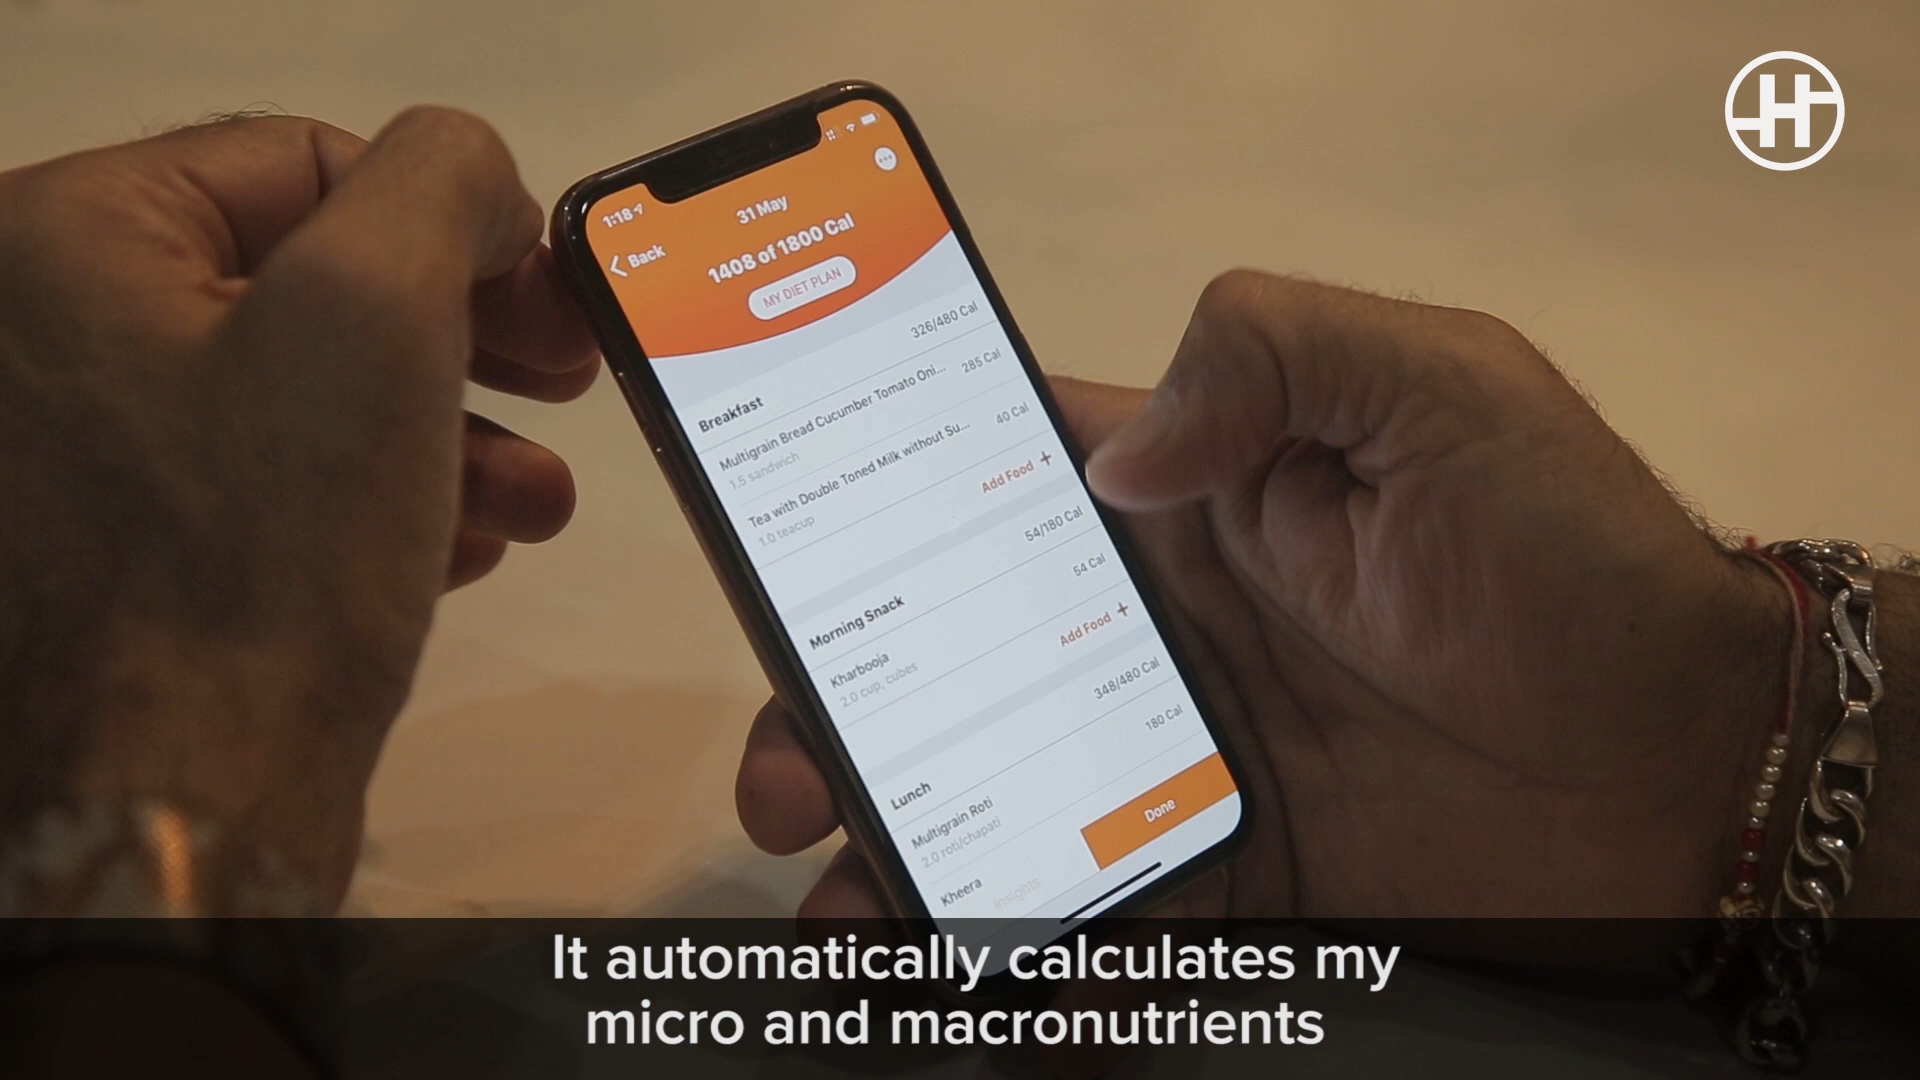 1:18
31 May
Back
1408 of 1800 Cal
MY DIET PLAN
Breakfast 326/480 Cal
Multigrain Bread Cucumber Tomato Oni... 285 Cal
1.5 sandwich
Tea with Double Toned Milk without Su... 40 Cal
1.0 teacup
Add Food +
Morning Snack 54/180 Cal
Kharbooja 54 Cal
2.0 cup, cubes
Add Food +
Lunch 348/480 Cal
Multigrain Roti 180 Cal
2.0 roti/chapati
Kheera
Insights
Done
H
It automatically calculates my
micro and macronutrients